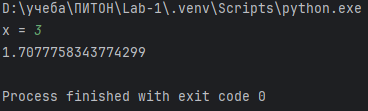 D:\учеба\ПИТОН\Lab-1\.venv\Scripts\python.exe
x = 3
1.7077758343774299
Process finished with exit code 0